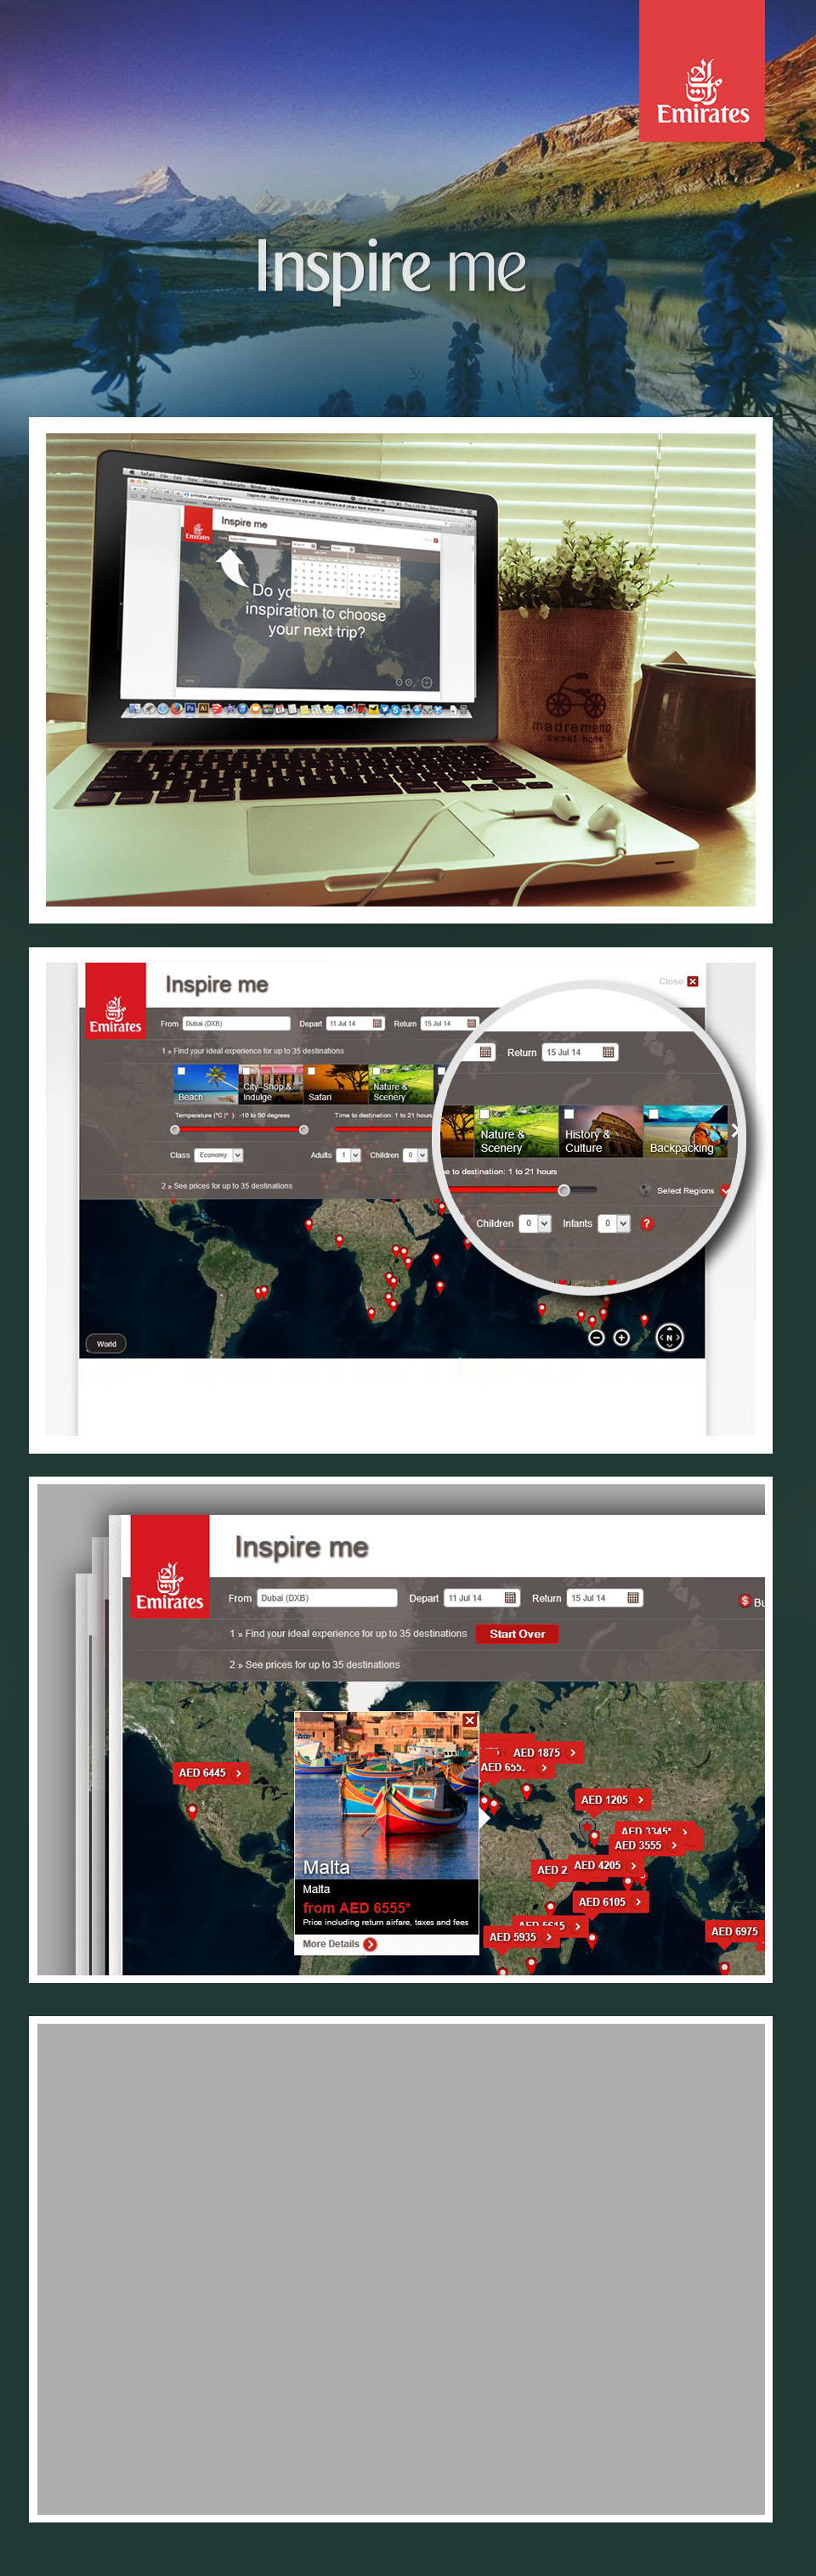 Emirates
Inspire me
Emirates
Inspire me
Do yo
inspiration to choose
your next trip?
madremano
sweet home
Emirates
Inspire me
Close
From Dubai (DXB) Depart 11 Jul 14 Return 15 Jul 14
1 » Find your ideal experience for up to 35 destinations
Beach
City-Shop &
Indulge
Safari
Nature &
Scenery
Temperature (°C |° ) -10 to 50 degrees
Time to destination: 1 to 21 hours
Class Economy Adults 1 Children 0
2 » See prices for up to 35 destinations
World
N
Return 15 Jul 14
Nature &
Scenery
History &
Culture
Backpacking
e to destination: 1 to 21 hours
Select Regions
Children 0 Infants 0 ?
Emirates
Inspire me
From Dubai (DXB) Depart 11 Jul 14 Return 15 Jul 14 $ Bu
1 » Find your ideal experience for up to 35 destinations Start Over
2 » See prices for up to 35 destinations
AED 6445
Malta
Malta
from AED 6555*
Price including return airfare, taxes and fees
More Details
AED 1875
AED 655
AED 1205
AED 3345*
AED 3555
AED 2
AED 4205
AED 6105
AED 5615
AED 5935
AED 6975